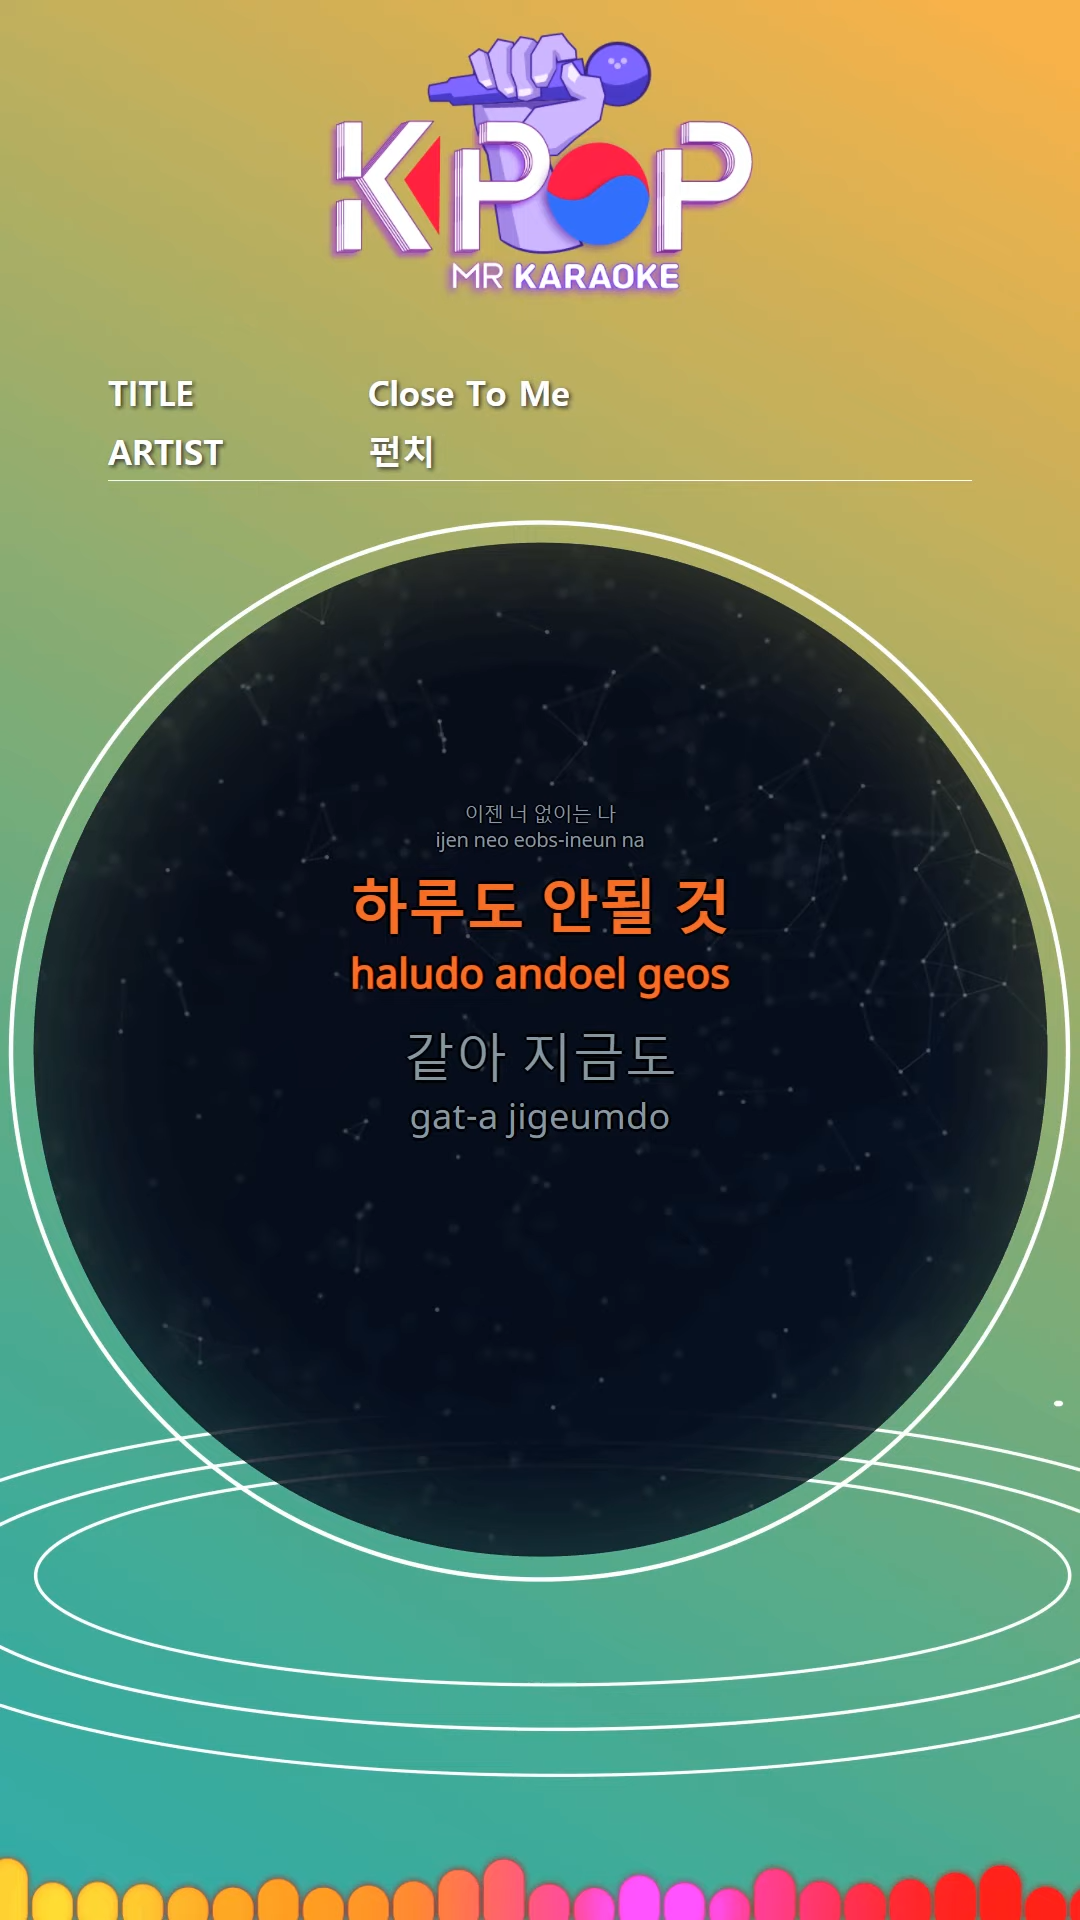 KPOP
MR KARAOKE
TITLE Close To Me
ARTIST 펀치
이젠 너 없이는 나
ijen neo eobs-ineun na
하루도 안될 것
haludo andoel geos
같아 지금도
gat-a jigeumdo